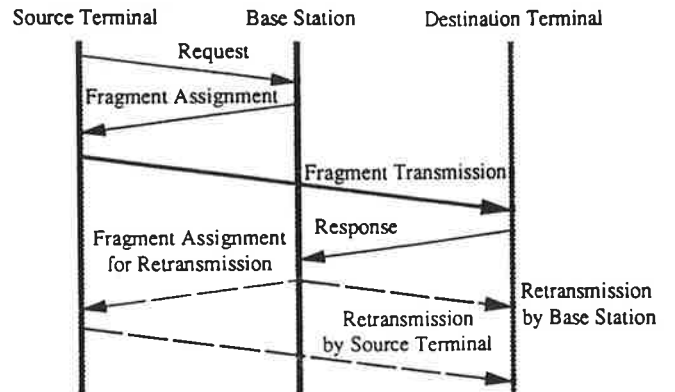 Source Terminal
Base Station
Destination Terminal
Request
Fragment Assignment
Fragment Transmission
Response
Fragment Assignment
for Retransmission
Retransmission
by Base Station
Retransmission
by Source Terminal